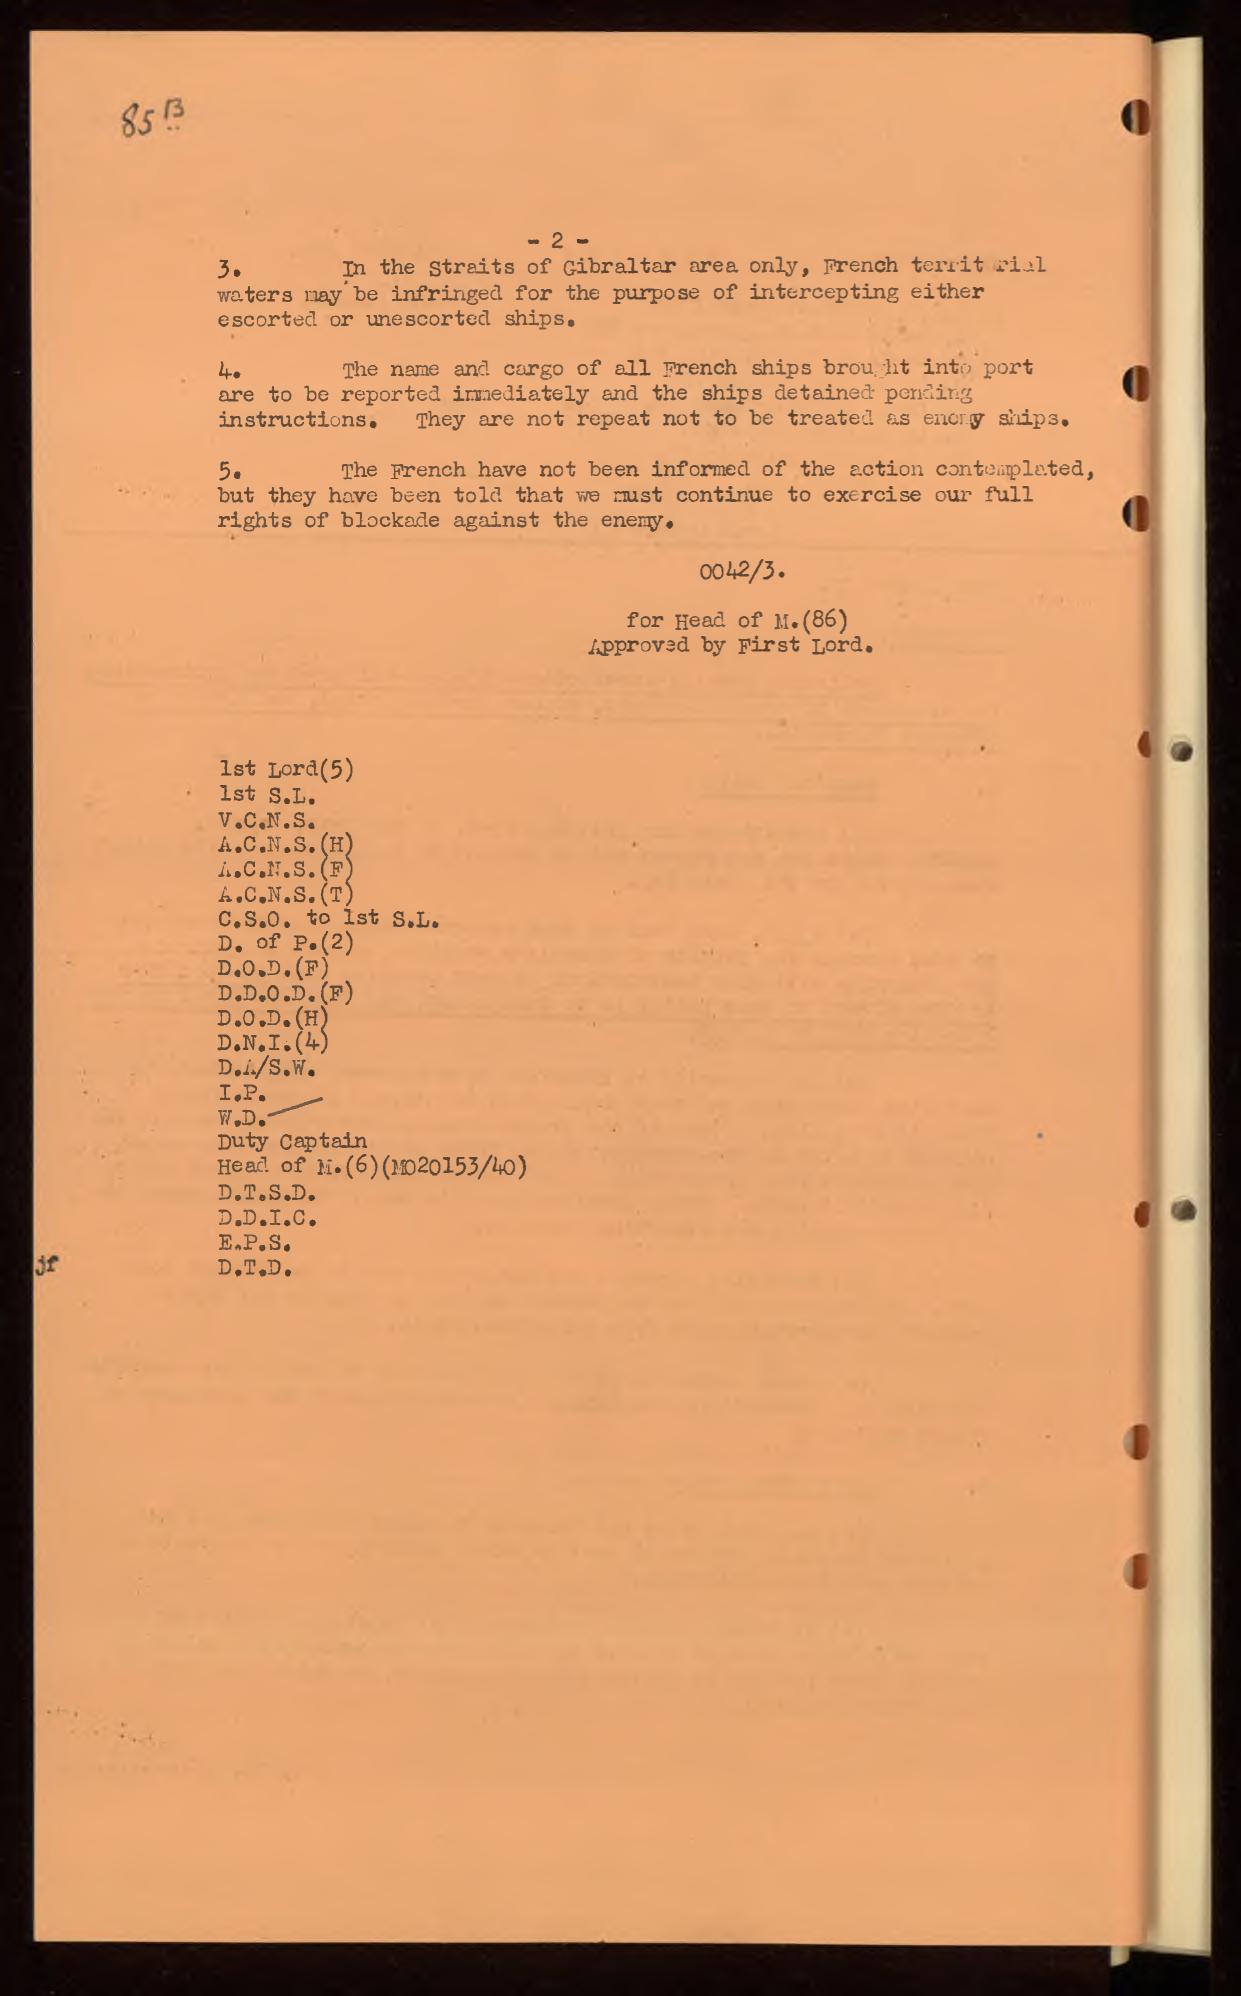 85B
- 2 -
3. In the Straits of Gibraltar area only, French territorial
waters may be infringed for the purpose of intercepting either
escorted or unescorted ships.
4. The name and cargo of all French ships brought into port
are to be reported immediately and the ships detained pending
instructions. They are not repeat not to be treated as enemy ships.
5. The French have not been informed of the action contemplated,
but they have been told that we must continue to exercise our full
rights of blockade against the enemy.
0042/3.
for Head of M.(86)
Approved by First Lord.
1st Lord(5)
1st S.L.
V.C.N.S.
A.C.N.S.(H)
A.C.N.S.(F)
A.C.N.S.(T)
C.S.O. to 1st S.L.
D. of P.(2)
D.O.D.(F)
D.D.O.D.(F)
D.O.D.(H)
D.N.I.(4)
D.A/S.W.
I.P.
W.D.
Duty Captain
Head of M.(6)(M020153/40)
D.T.S.D.
D.D.I.C.
E.P.S.
jf D.T.D.